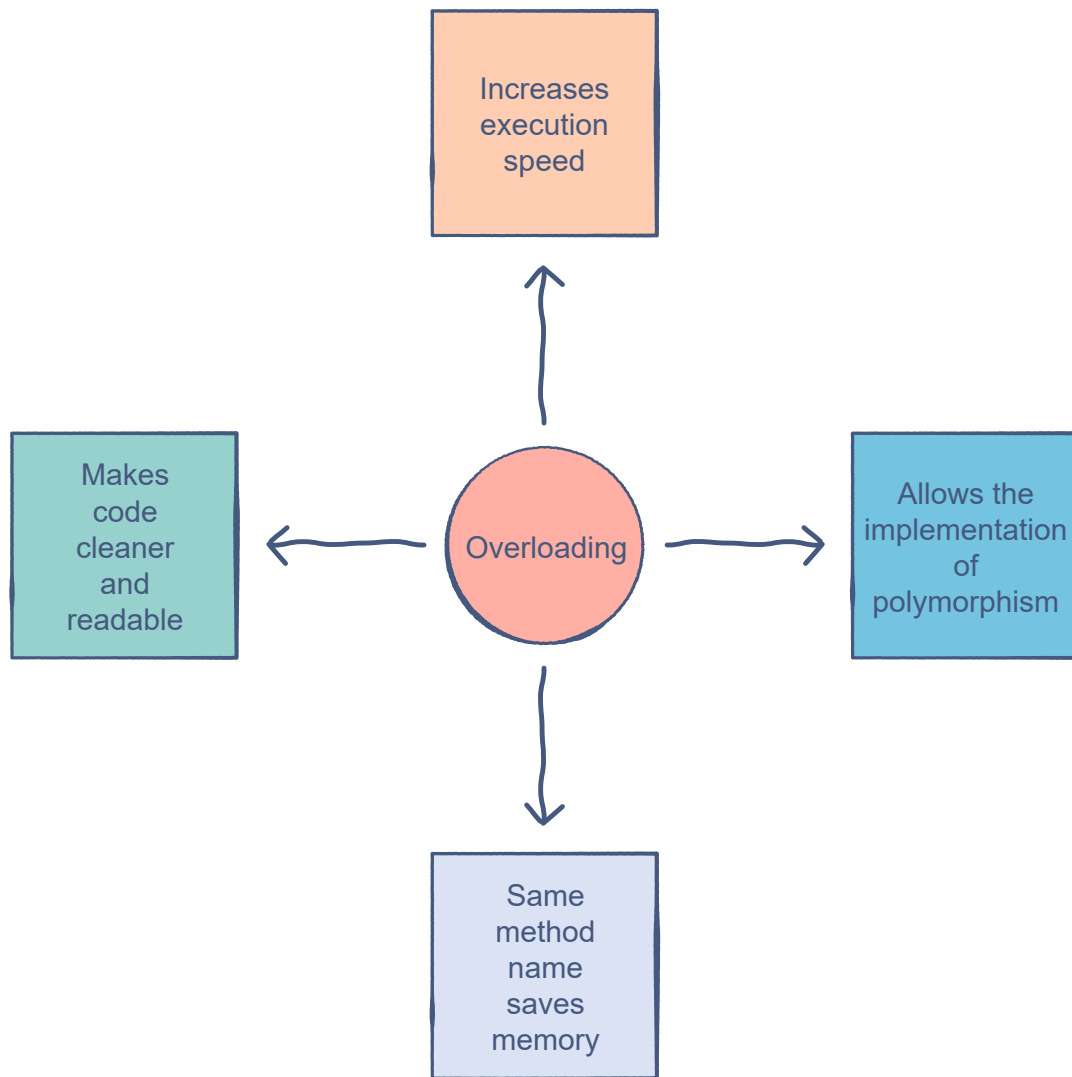 Increases
execution
speed
Makes
code
cleaner
and
readable
Overloading
Allows the
implementation
of
polymorphism
Same
method
name
saves
memory